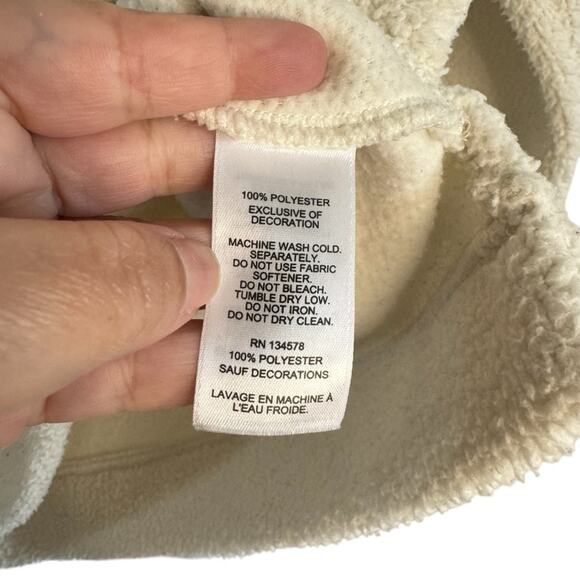 100% POLYESTER
EXCLUSIVE OF
DECORATION
MACHINE WASH COLD.
SEPARATELY.
DO NOT USE FABRIC
SOFTENER.
DO NOT BLEACH.
TUMBLE DRY LOW.
DO NOT IRON.
DO NOT DRY CLEAN.
RN 134578
100% POLYESTER
SAUF DECORATIONS
LAVAGE EN MACHINE À
L'EAU FROIDE.